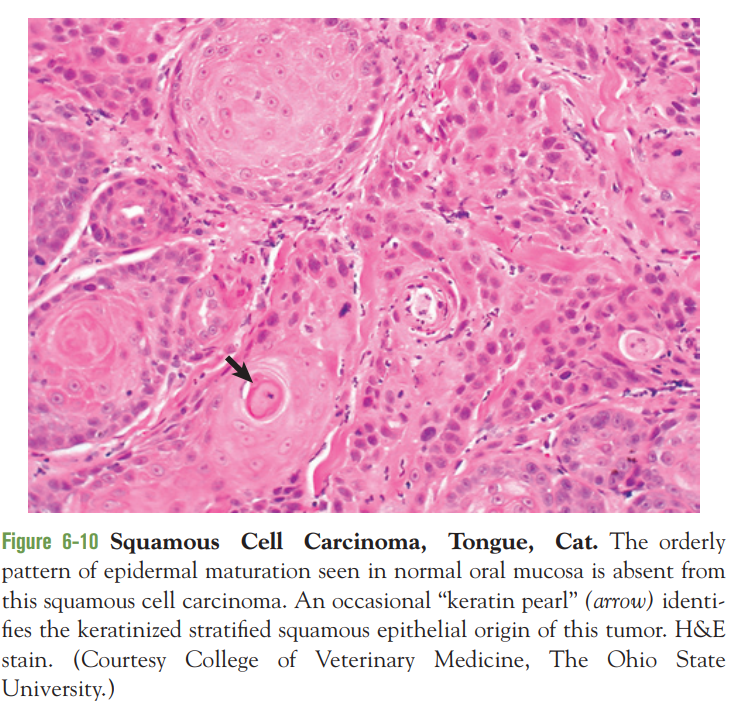 Figure 6-10 Squamous Cell Carcinoma, Tongue, Cat. The orderly
pattern of epidermal maturation seen in normal oral mucosa is absent from
this squamous cell carcinoma. An occasional “keratin pearl” (arrow) identi-
fies the keratinized stratified squamous epithelial origin of this tumor. H&E
stain. (Courtesy College of Veterinary Medicine, The Ohio State
University.)